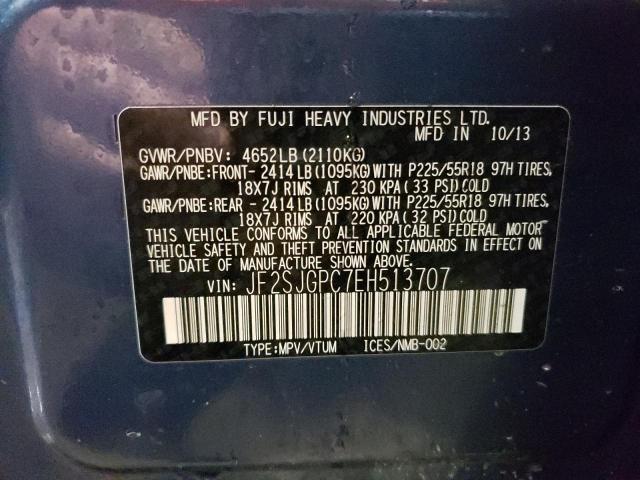 MFD BY FUJI HEAVY INDUSTRIES LTD.
MFD IN 10/13
GVWR/PNBV: 4652LB(2110KG)
GAWR/PNBE:FRONT- 2414LB(1095KG)WITH P225/55R18 97H TIRES,
18X7J RIMS AT 230 KPA(33 PSI)COLD
GAWR/PNBE:REAR - 2414LB(1095KG)WITH P225/55R18 97H TIRES,
18X7J RIMS AT 220 KPA(32 PSI)COLD
THIS VEHICLE CONFORMS TO ALL APPLICABLE FEDERAL MOTOR
VEHICLE SAFETY AND THEFT PREVENTION STANDARDS IN EFFECT ON
THE DATE OF MANUFACTURE SHOWN ABOVE.
VIN: JF2SJGPC7EH513707
TYPE:MPV/VTUM ICES/NMB-002